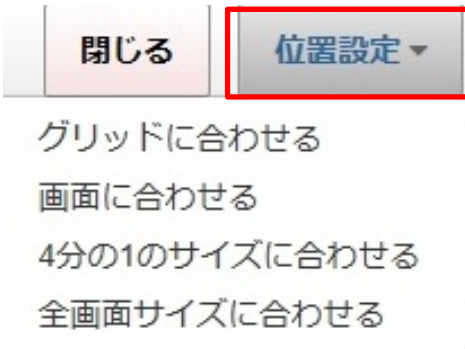 閉じる 位置設定
グリッドに合わせる
画面に合わせる
4分の1のサイズに合わせる
全画面サイズに合わせる